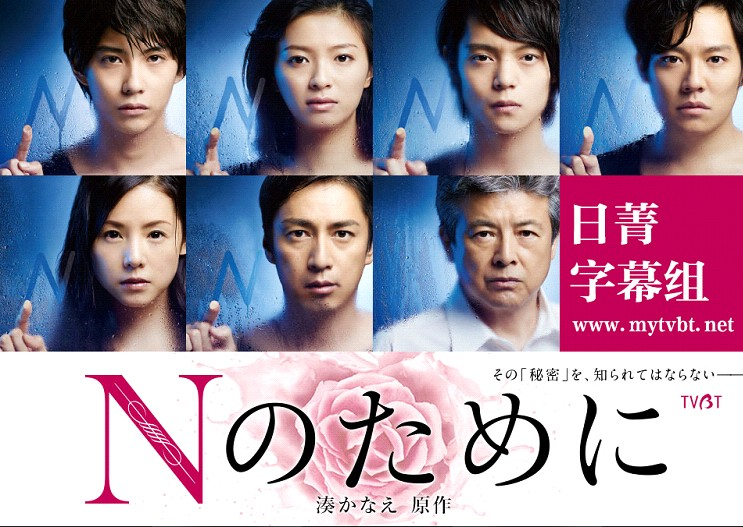 N
N
N
N
N
N
日菁
字幕组
www.mytvbt.net
その「秘密」を、知られてはならない——
TVBT
Nのために
湊かなえ 原作